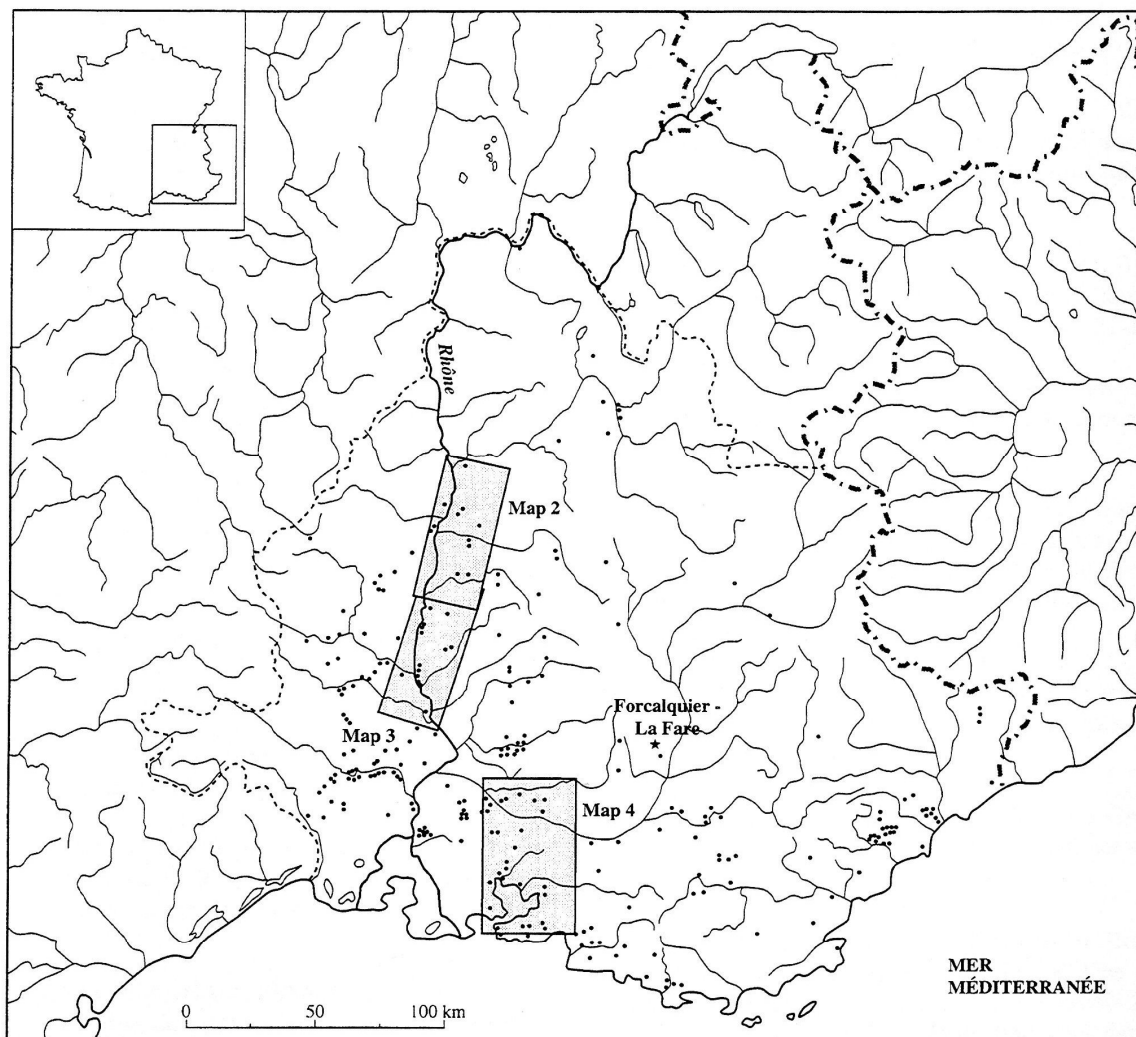 Rhône
Map 2
Forcalquier -
La Fare
Map 3
Map 4
MER
MÉDITERRANÉE
0 50 100 km